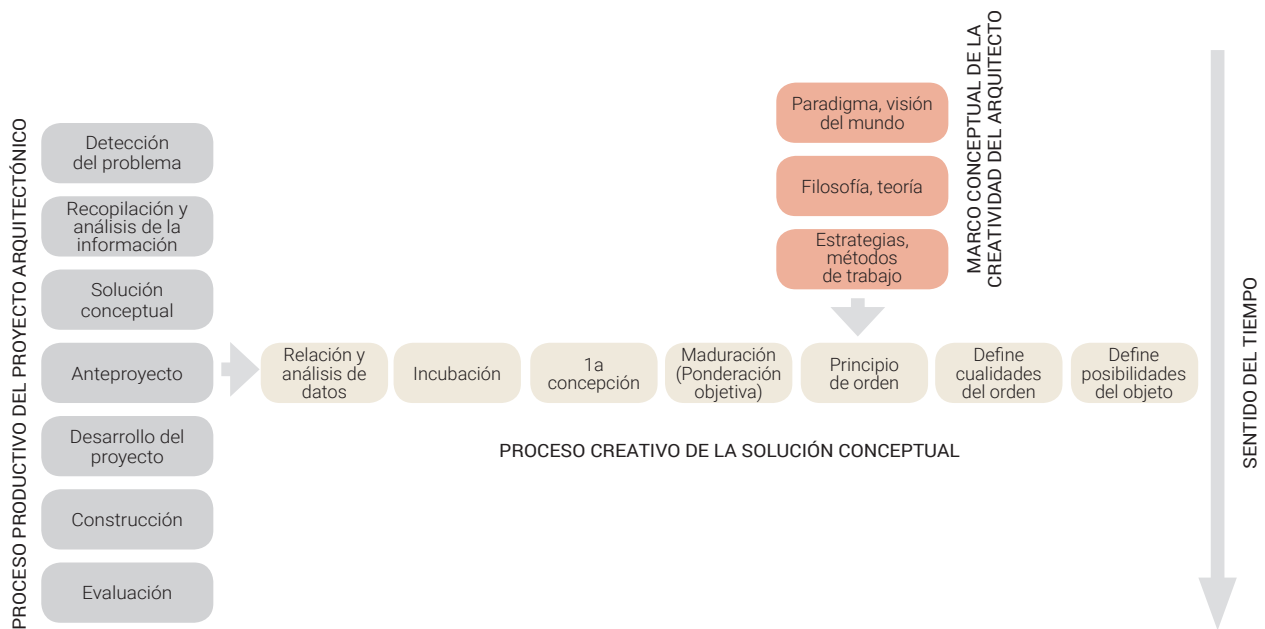 PROCESO PRODUCTIVO DEL PROYECTO ARQUITECTÓNICO
Detección
del problema
Recopilación y
análisis de la
información
Solución
conceptual
Anteproyecto
Desarrollo del
proyecto
Construcción
Evaluación
Paradigma, visión
del mundo
Filosofía, teoría
Estrategias,
métodos
de trabajo
MARCO CONCEPTUAL DE LA
CREATIVIDAD DEL ARQUITECTO
Relación y
análisis de
datos
Incubación
1a
concepción
Maduración
(Ponderación
objetiva)
Principio
de orden
Define
cualidades
del orden
Define
posibilidades
del objeto
PROCESO CREATIVO DE LA SOLUCIÓN CONCEPTUAL
SENTIDO DEL TIEMPO